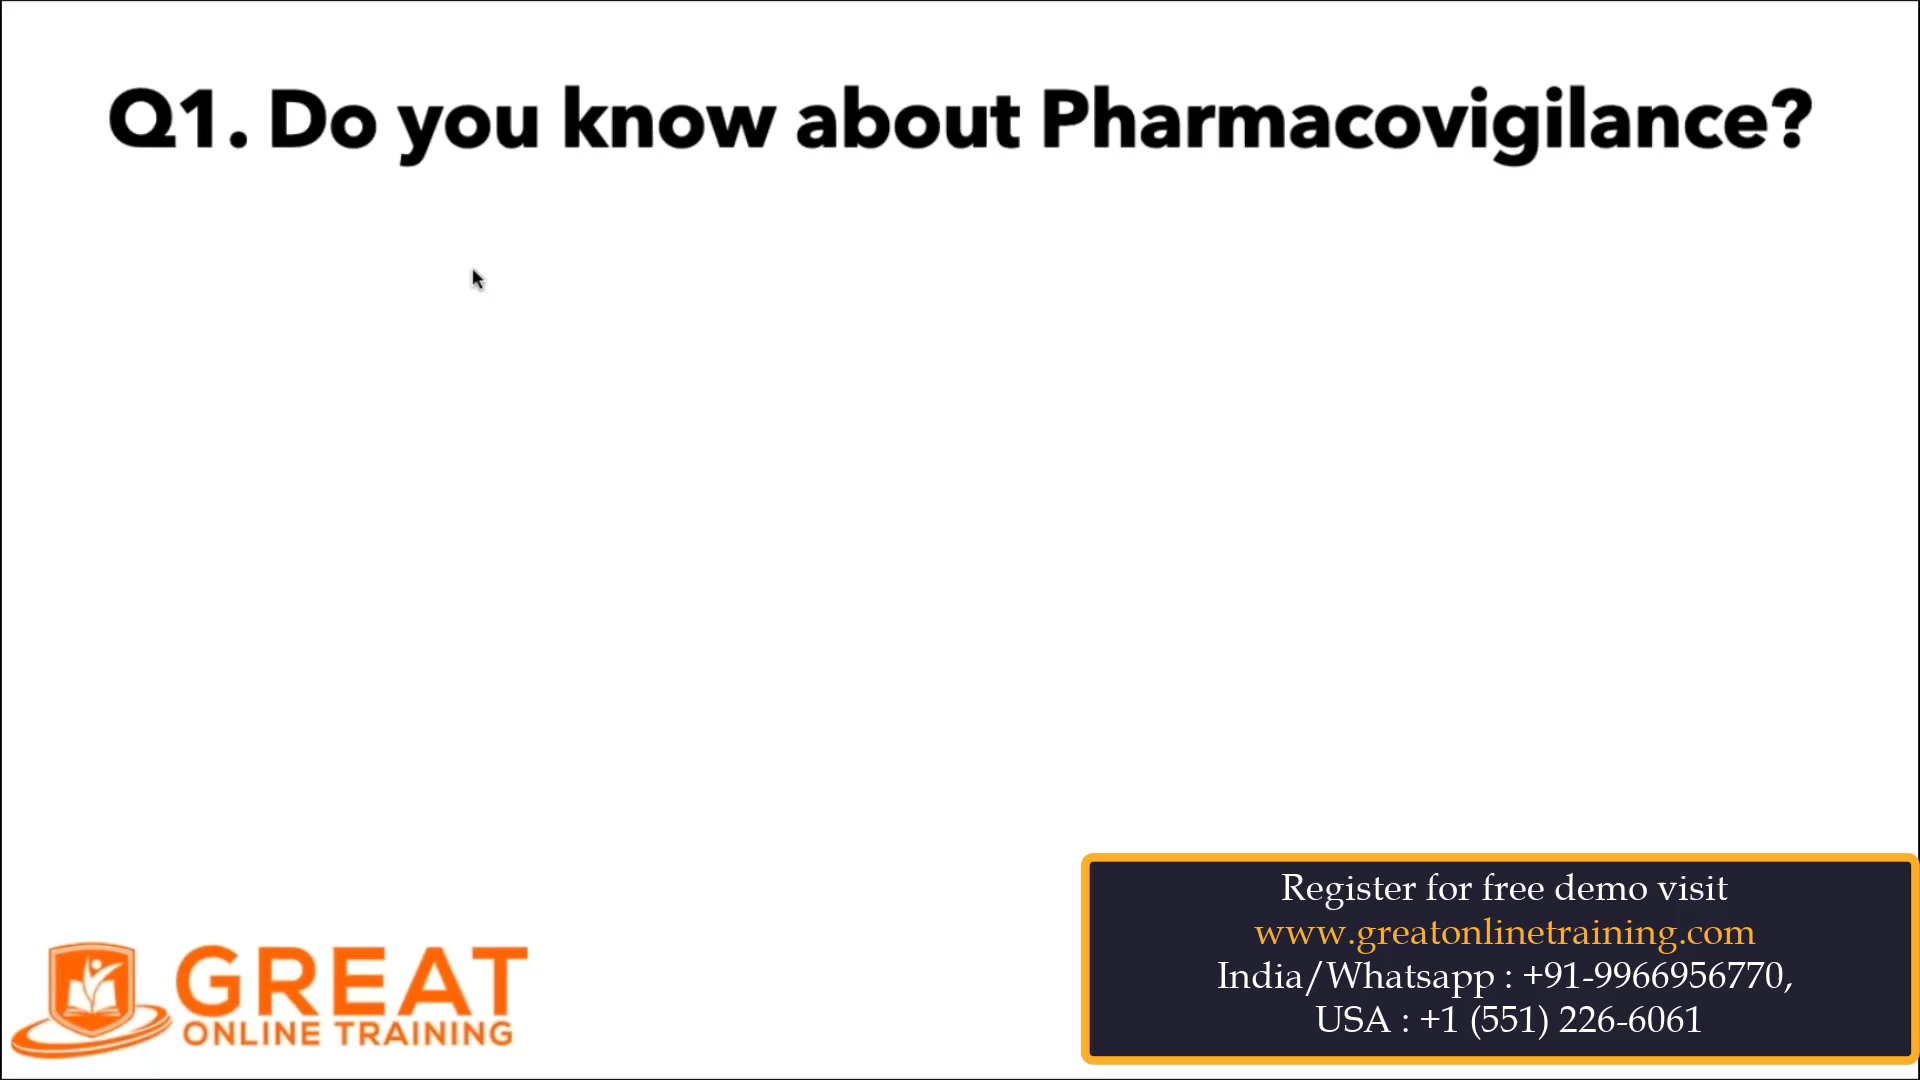 Q1. Do you know about Pharmacovigilance?
Register for free demo visit
www.greatonlinetraining.com
India/Whatsapp : +91-9966956770,
USA : +1 (551) 226-6061
GREAT
ONLINE TRAINING